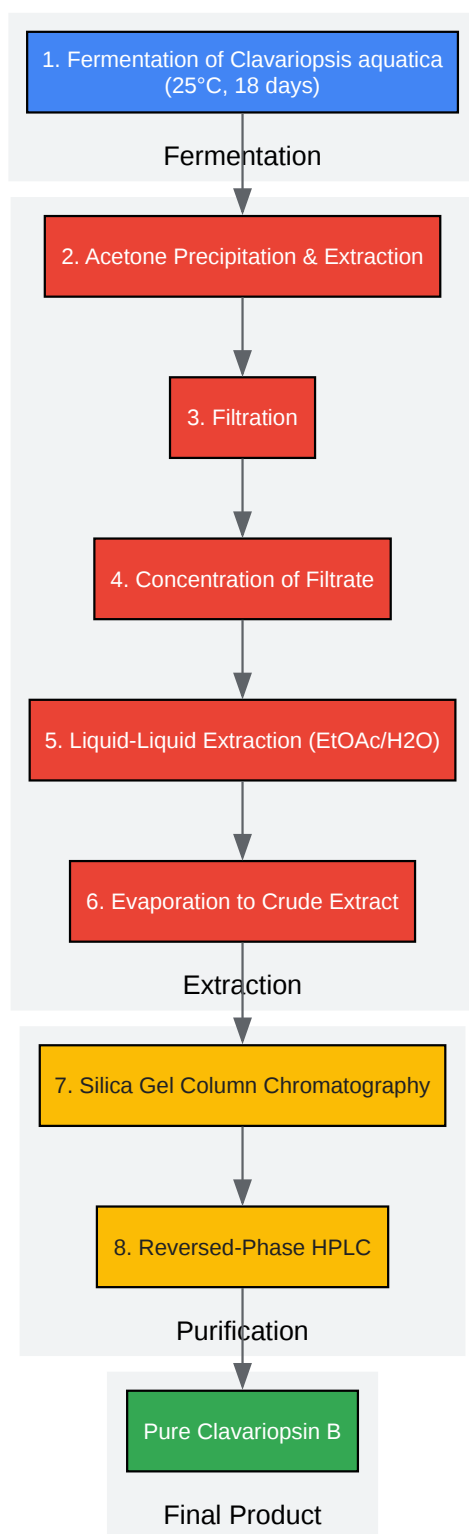 1. Fermentation of Clavariopsis aquatica
(25°C, 18 days)
Fermentation
2. Acetone Precipitation & Extraction
3. Filtration
4. Concentration of Filtrate
5. Liquid-Liquid Extraction (EtOAc/H2O)
6. Evaporation to Crude Extract
Extraction
7. Silica Gel Column Chromatography
8. Reversed-Phase HPLC
Purification
Pure Clavariopsin B
Final Product